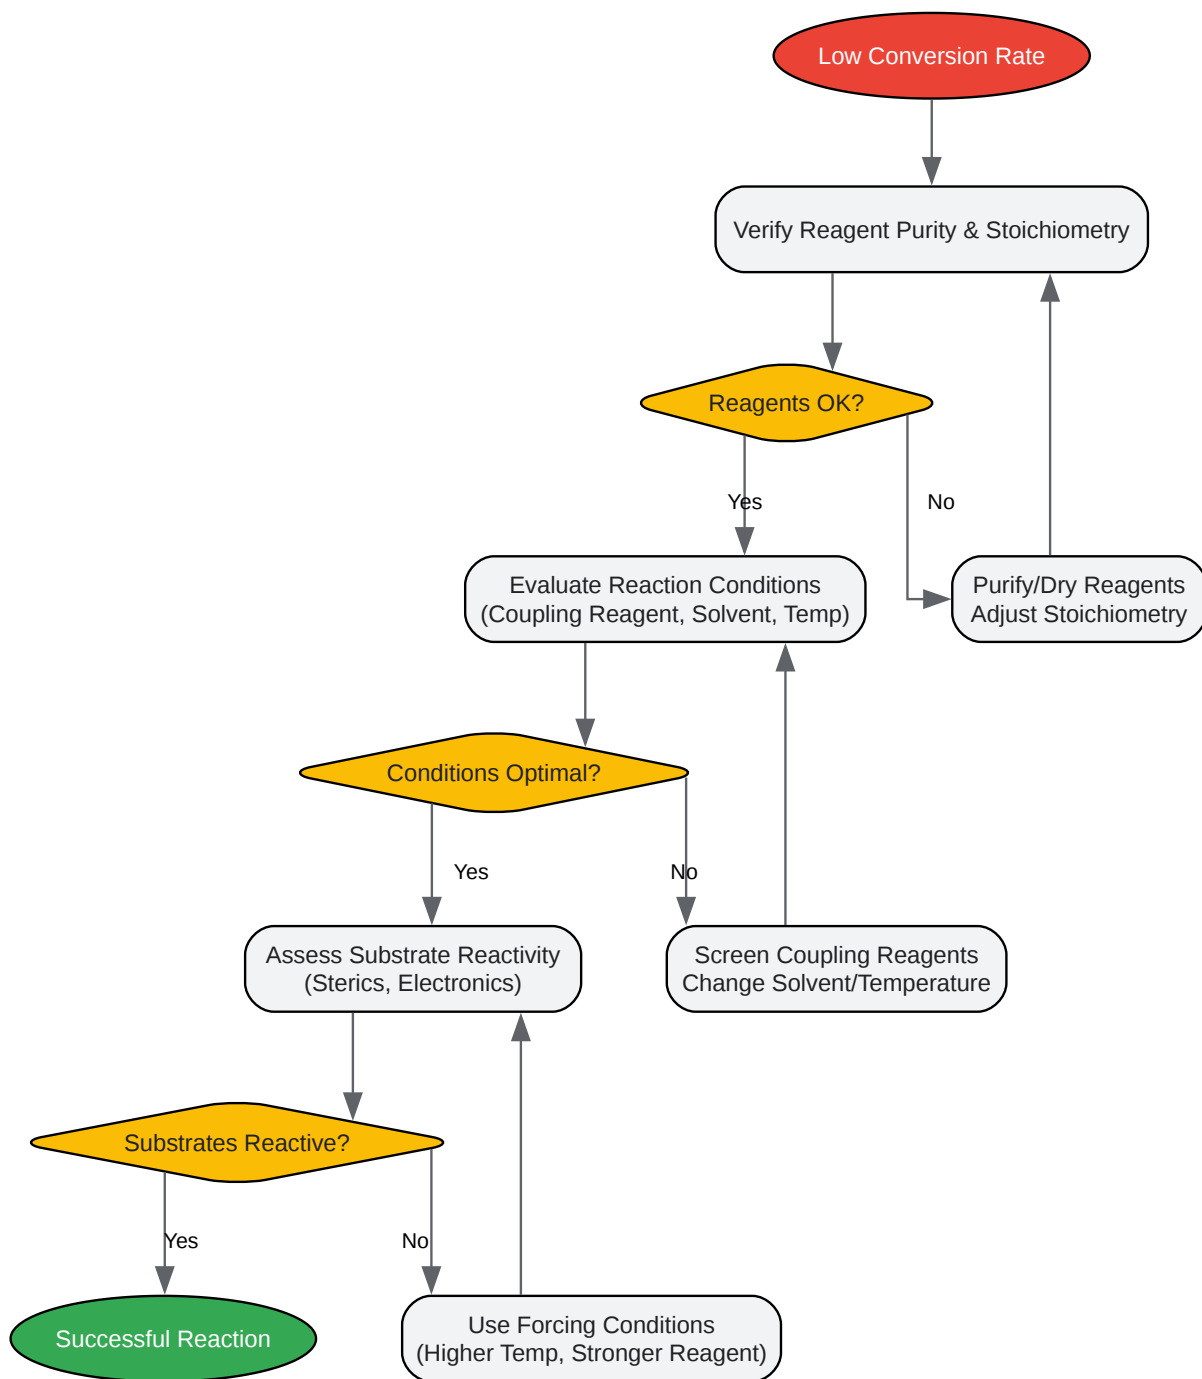 Low Conversion Rate
Verify Reagent Purity & Stoichiometry
Reagents OK?
Yes
No
Evaluate Reaction Conditions
(Coupling Reagent, Solvent, Temp)
Purify/Dry Reagents
Adjust Stoichiometry
Conditions Optimal?
Yes
No
Assess Substrate Reactivity
(Sterics, Electronics)
Screen Coupling Reagents
Change Solvent/Temperature
Substrates Reactive?
Yes
No
Successful Reaction
Use Forcing Conditions
(Higher Temp, Stronger Reagent)